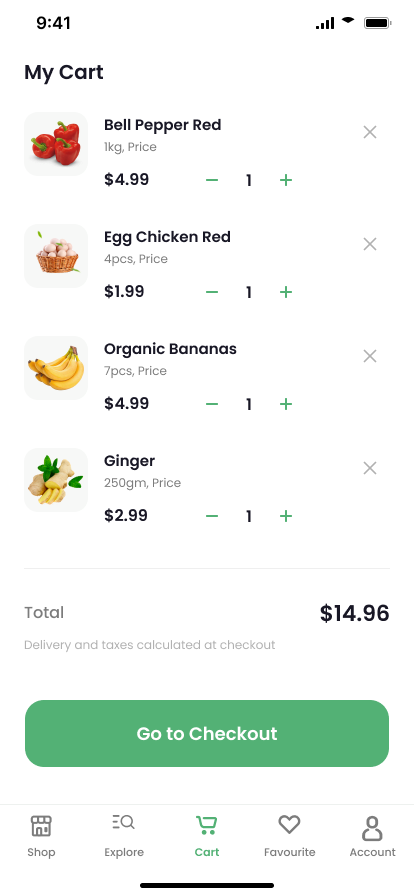 9:41
My Cart
Bell Pepper Red
1kg, Price
$4.99 1
Egg Chicken Red
4pcs, Price
$1.99 1
Organic Bananas
7pcs, Price
$4.99 1
Ginger
250gm, Price
$2.99 1
Total $14.96
Delivery and taxes calculated at checkout
Go to Checkout
Shop Explore Cart Favourite Account